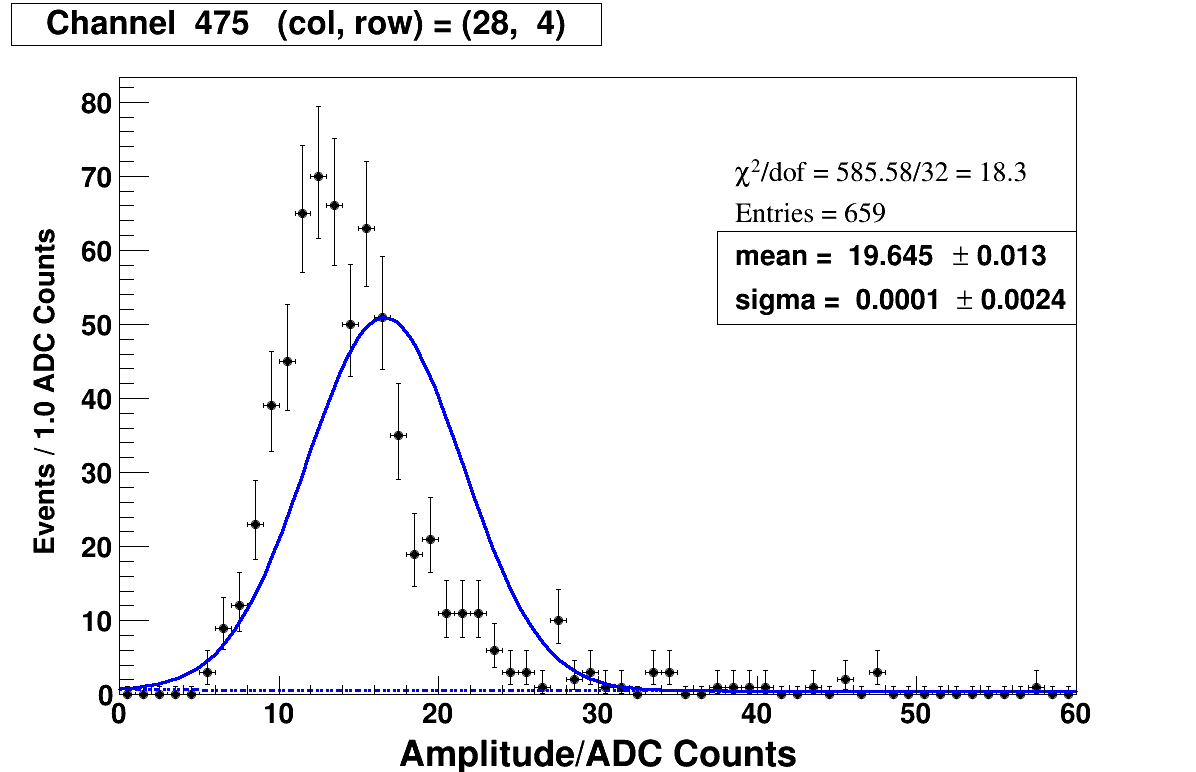 Channel 475 (col, row) = (28, 4)
χ²/dof = 585.58/32 = 18.3
Entries = 659
mean = 19.645 ± 0.013
sigma = 0.0001 ± 0.0024
Events / 1.0 ADC Counts
80
70
60
50
40
30
20
10
0
0 10 20 30 40 50 60
Amplitude/ADC Counts